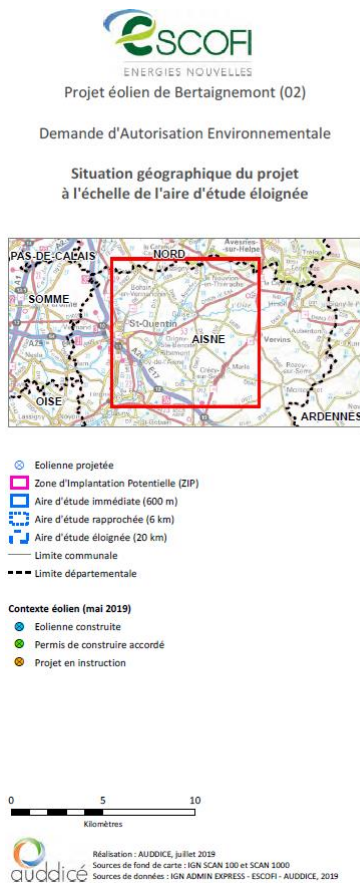 ESCOFI
ENERGIES NOUVELLES
Projet éolien de Bertaignemont (02)
Demande d'Autorisation Environnementale
Situation géographique du projet
à l'échelle de l'aire d'étude éloignée
PAS-DE-CALAIS
NORD
SOMME
St-Quentin
AISNE
Vervins
OISE
ARDENNES
Eolienne projetée
Zone d'Implantation Potentielle (ZIP)
Aire d'étude immédiate (600 m)
Aire d'étude rapprochée (6 km)
Aire d'étude éloignée (20 km)
Limite communale
Limite départementale
Contexte éolien (mai 2019)
Eolienne construite
Permis de construire accordé
Projet en instruction
0 5 10
Kilomètres
auddicé
Réalisation : AUDDICE, juillet 2019
Sources de fond de carte : IGN SCAN 100 et SCAN 1000
Sources de données : IGN ADMIN EXPRESS - ESCOFI - AUDDICE, 2019